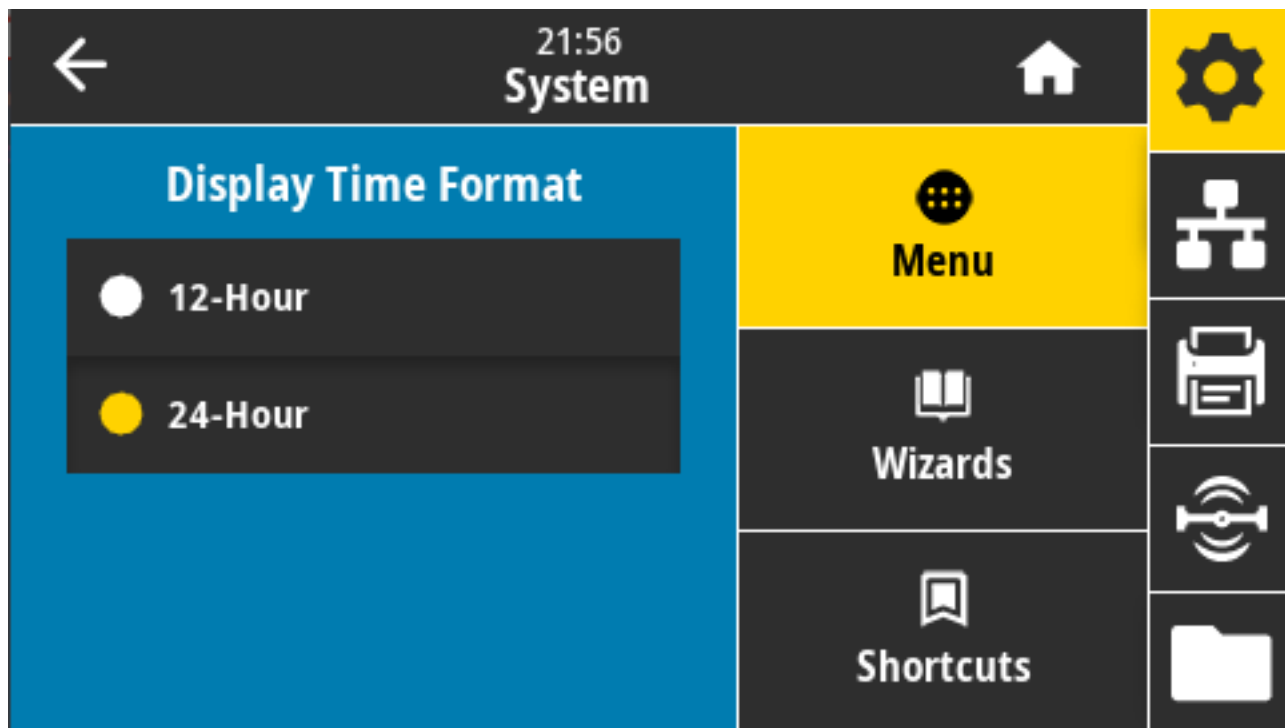 21:56
System
Display Time Format
12-Hour
24-Hour
Menu
Wizards
Shortcuts